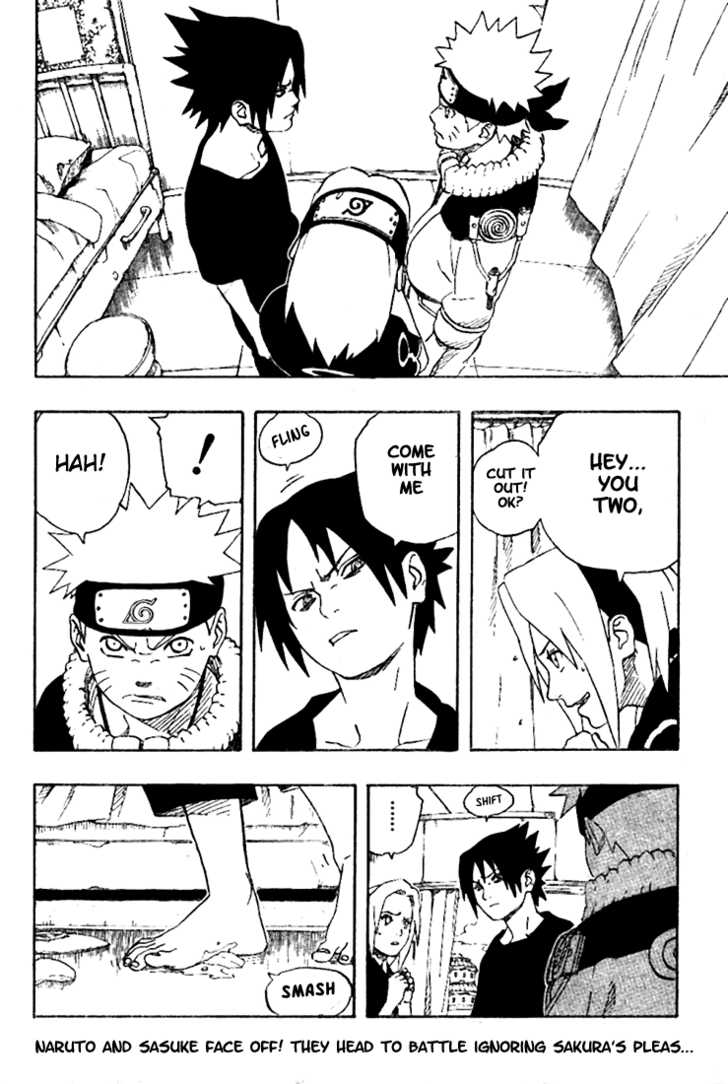 HEY...
YOU
TWO,
CUT IT
OUT!
OK?
COME
WITH
ME
FLING
!
HAH!
SHIFT
........
SMASH
NARUTO AND SASUKE FACE OFF! THEY HEAD TO BATTLE IGNORING SAKURA'S PLEAS...